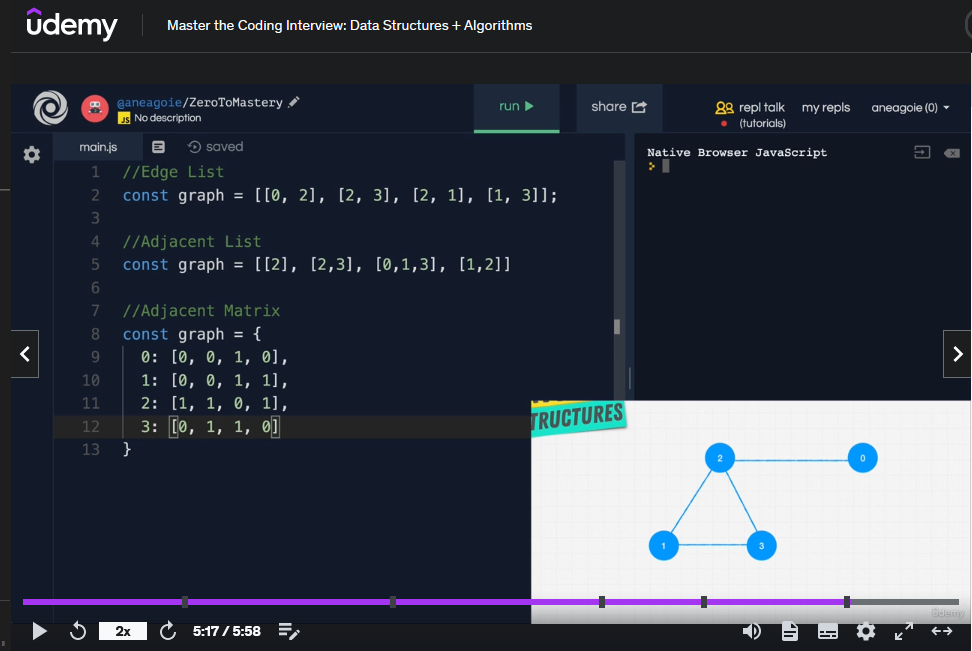 ûdemy
Master the Coding Interview: Data Structures + Algorithms
@aneagoie/ZeroToMastery
JS No description
run
share
repl talk
(tutorials)
my repls
aneagoie (0)
main.js
saved
Native Browser JavaScript
1 //Edge List
2 const graph = [[0, 2], [2, 3], [2, 1], [1, 3]];
3
4 //Adjacent List
5 const graph = [[2], [2,3], [0,1,3], [1,2]]
6
7 //Adjacent Matrix
8 const graph = {
9 0: [0, 0, 1, 0],
10 1: [0, 0, 1, 1],
11 2: [1, 1, 0, 1],
12 3: [0, 1, 1, 0]
13 }
TRUCTURES
2
0
1
3
ûdemy
2x
5:17 / 5:58